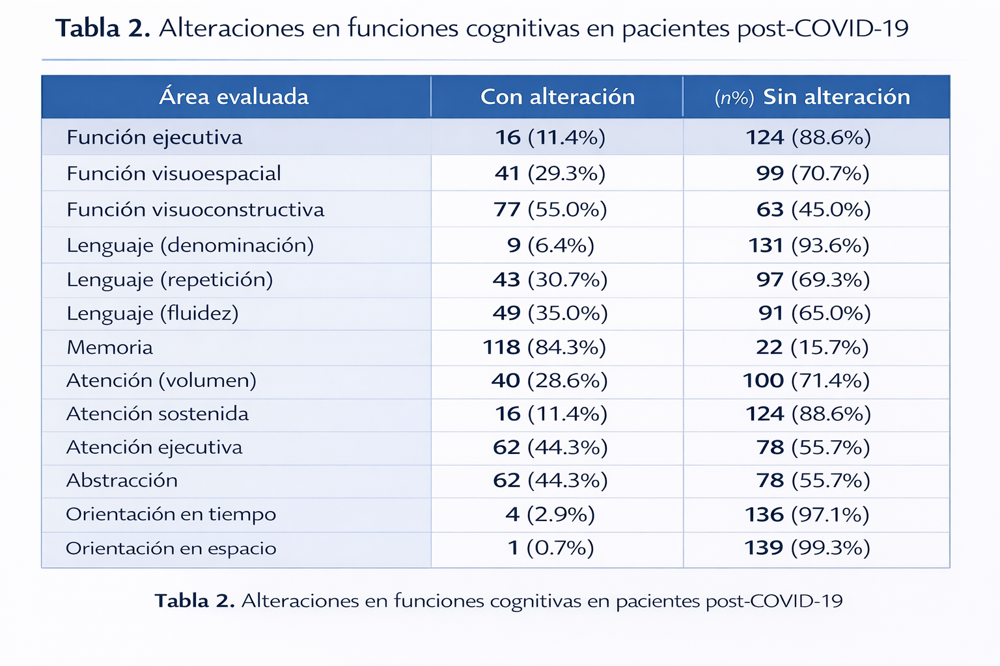 Tabla 2. Alteraciones en funciones cognitivas en pacientes post-COVID-19
Área evaluada Con alteración (n%) Sin alteración
Función ejecutiva 16 (11.4%) 124 (88.6%)
Función visuoespacial 41 (29.3%) 99 (70.7%)
Función visuoconstructiva 77 (55.0%) 63 (45.0%)
Lenguaje (denominación) 9 (6.4%) 131 (93.6%)
Lenguaje (repetición) 43 (30.7%) 97 (69.3%)
Lenguaje (fluidez) 49 (35.0%) 91 (65.0%)
Memoria 118 (84.3%) 22 (15.7%)
Atención (volumen) 40 (28.6%) 100 (71.4%)
Atención sostenida 16 (11.4%) 124 (88.6%)
Atención ejecutiva 62 (44.3%) 78 (55.7%)
Abstracción 62 (44.3%) 78 (55.7%)
Orientación en tiempo 4 (2.9%) 136 (97.1%)
Orientación en espacio 1 (0.7%) 139 (99.3%)
Tabla 2. Alteraciones en funciones cognitivas en pacientes post-COVID-19